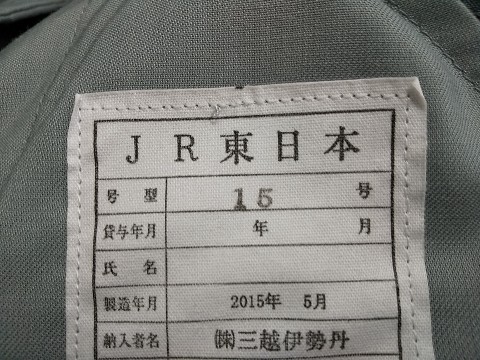 JR東日本
号型 15 号
貸与年月 年 月
氏名
製造年月 2015年 5月
納入者名 ㈱三越伊勢丹